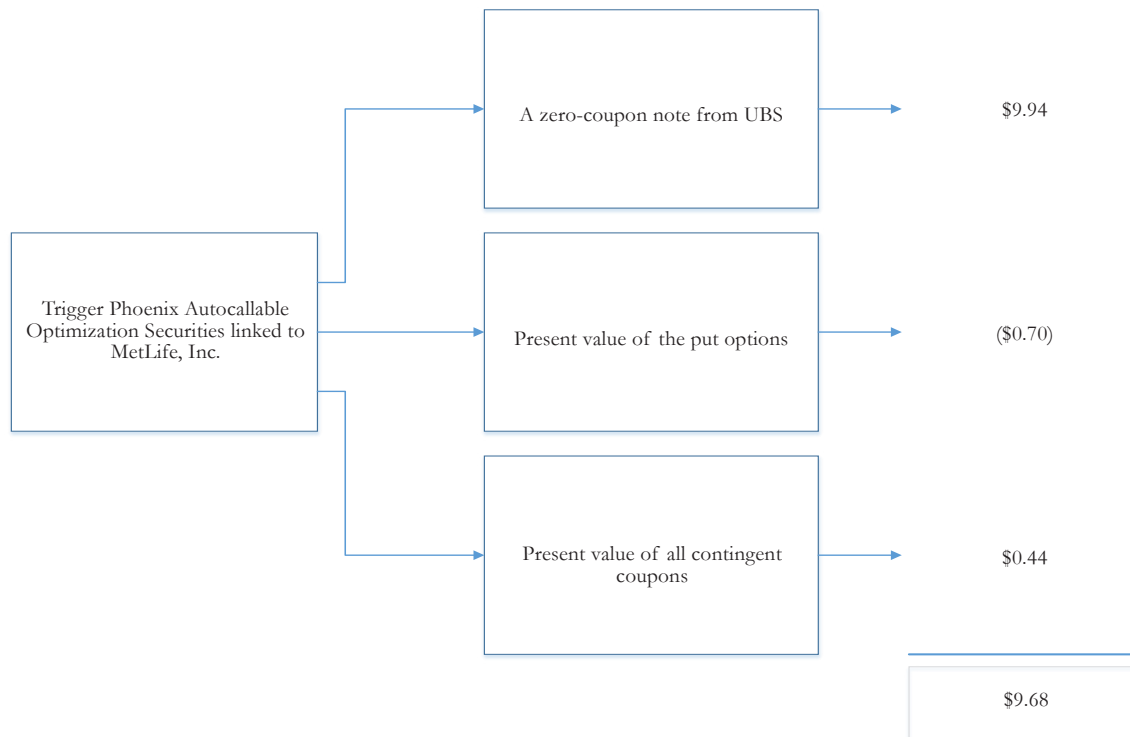 A zero-coupon note from UBS
$9.94
Trigger Phoenix Autocallable
Optimization Securities linked to
MetLife, Inc.
Present value of the put options
($0.70)
Present value of all contingent
coupons
$0.44
$9.68